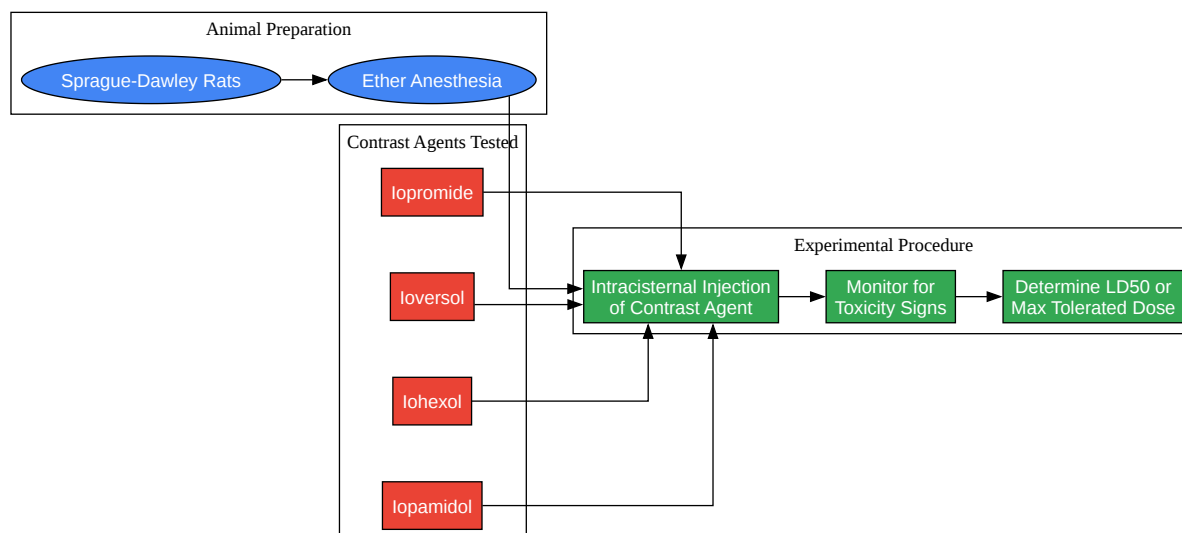 Animal Preparation
Sprague-Dawley Rats
Ether Anesthesia
Contrast Agents Tested
Iopromide
Ioversol
Iohexol
Iopamidol
Experimental Procedure
Intracisternal Injection
of Contrast Agent
Monitor for
Toxicity Signs
Determine LD50 or
Max Tolerated Dose